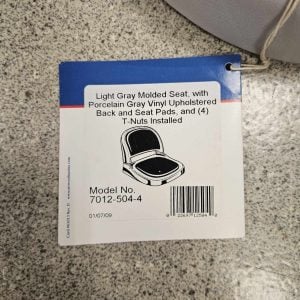 Light Gray Molded Seat, with
Porcelain Gray Vinyl Upholstered
Back and Seat Pads, and (4)
T-Nuts Installed
Model No.
7012-504-4
01/07/09